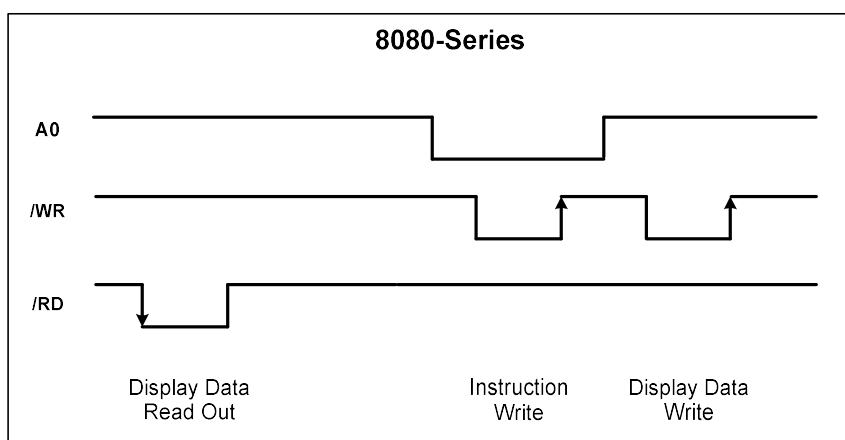 8080-Series
A0
/WR
/RD
Display Data
Read Out
Instruction
Write
Display Data
Write